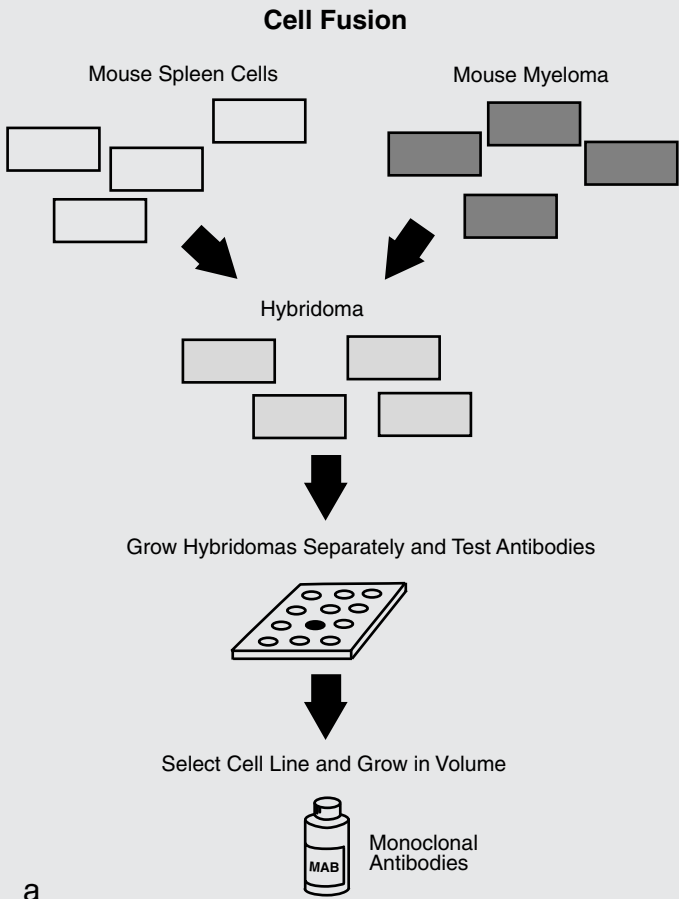 Cell Fusion
Mouse Spleen Cells
Mouse Myeloma
Hybridoma
Grow Hybridomas Separately and Test Antibodies
Select Cell Line and Grow in Volume
MAB
Monoclonal
Antibodies
a